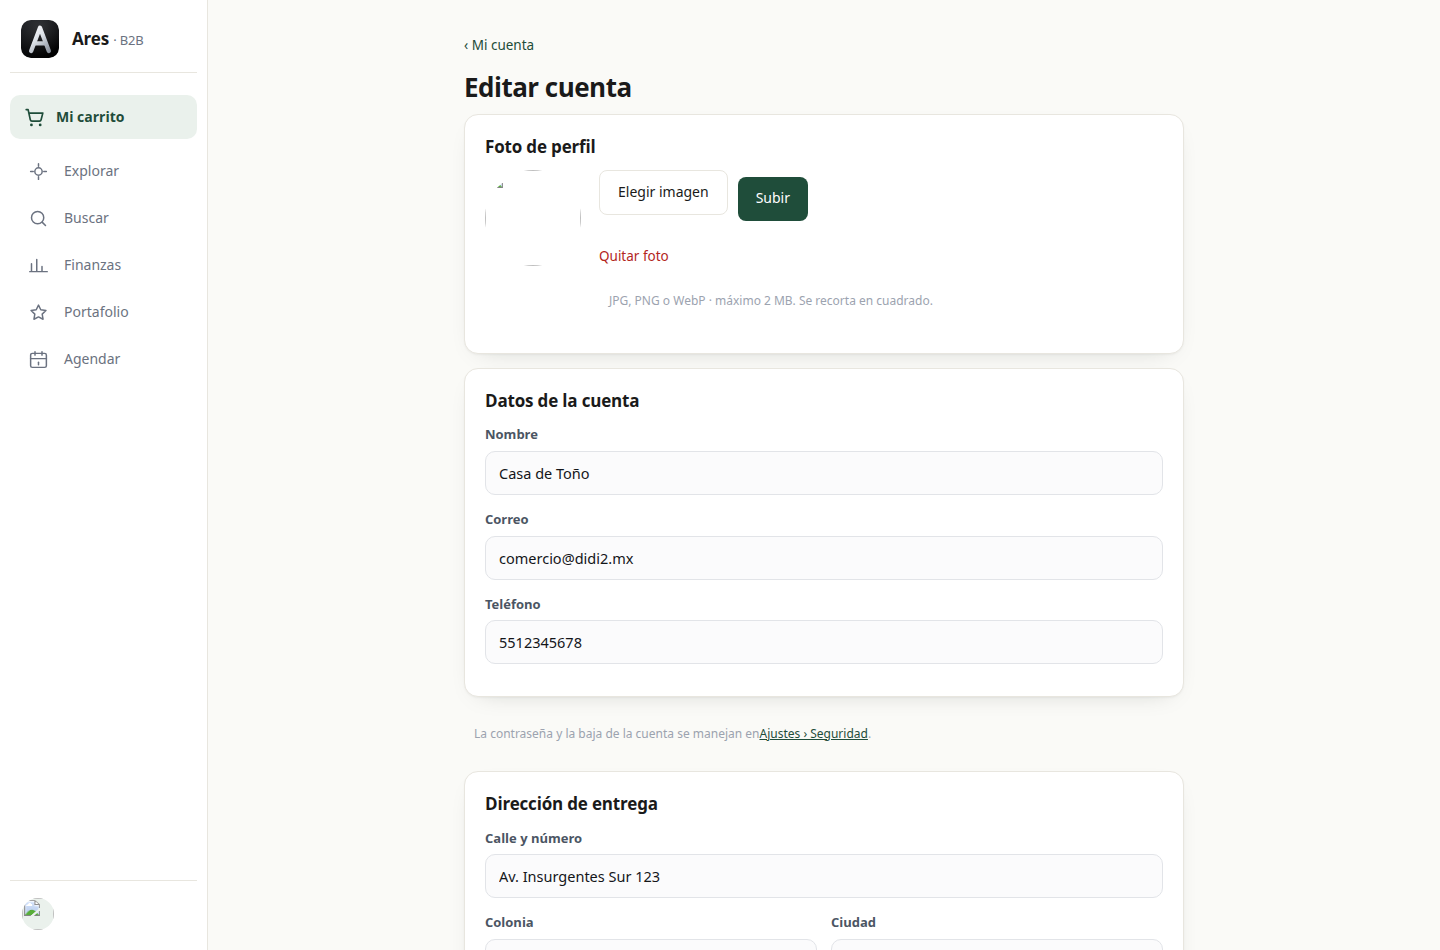 Ares · B2B
Mi carrito
Explorar
Buscar
Finanzas
Portafolio
Agendar
‹ Mi cuenta
Editar cuenta
Foto de perfil
Elegir imagen
Subir
Quitar foto
JPG, PNG o WebP · máximo 2 MB. Se recorta en cuadrado.
Datos de la cuenta
Nombre
Casa de Toño
Correo
comercio@didi2.mx
Teléfono
5512345678
La contraseña y la baja de la cuenta se manejan enAjustes › Seguridad.
Dirección de entrega
Calle y número
Av. Insurgentes Sur 123
Colonia
Ciudad